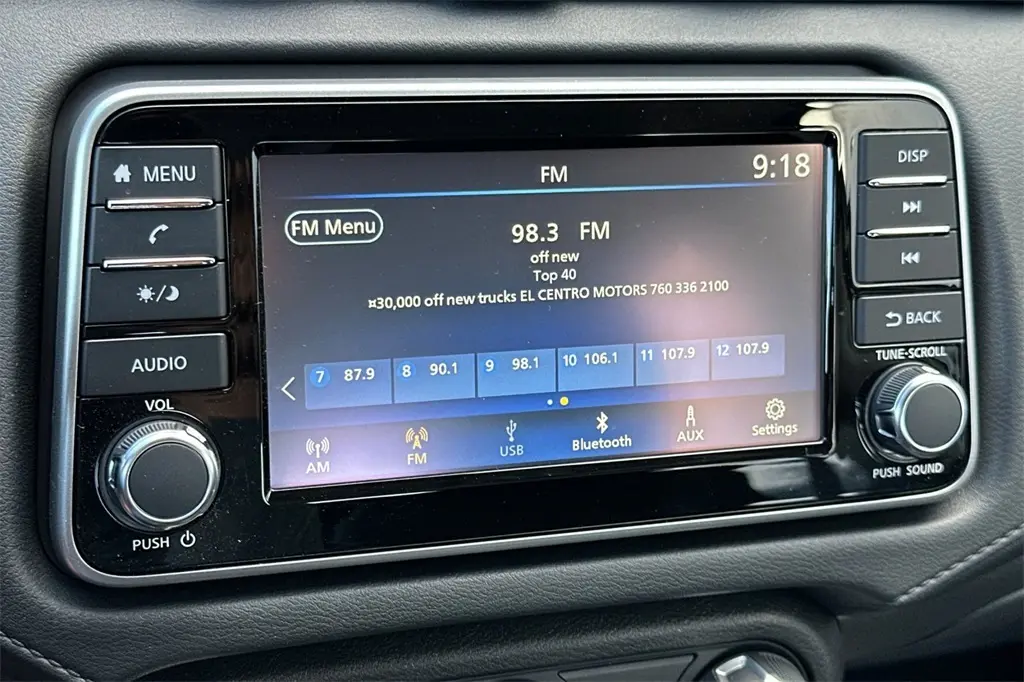 MENU
AUDIO
VOL
PUSH
FM
9:18
FM Menu
98.3 FM
off new
Top 40
¤30,000 off new trucks EL CENTRO MOTORS 760 336 2100
7 87.9
8 90.1
9 98.1
10 106.1
11 107.9
12 107.9
AM
FM
USB
Bluetooth
AUX
Settings
DISP
BACK
TUNE-SCROLL
PUSH SOUND